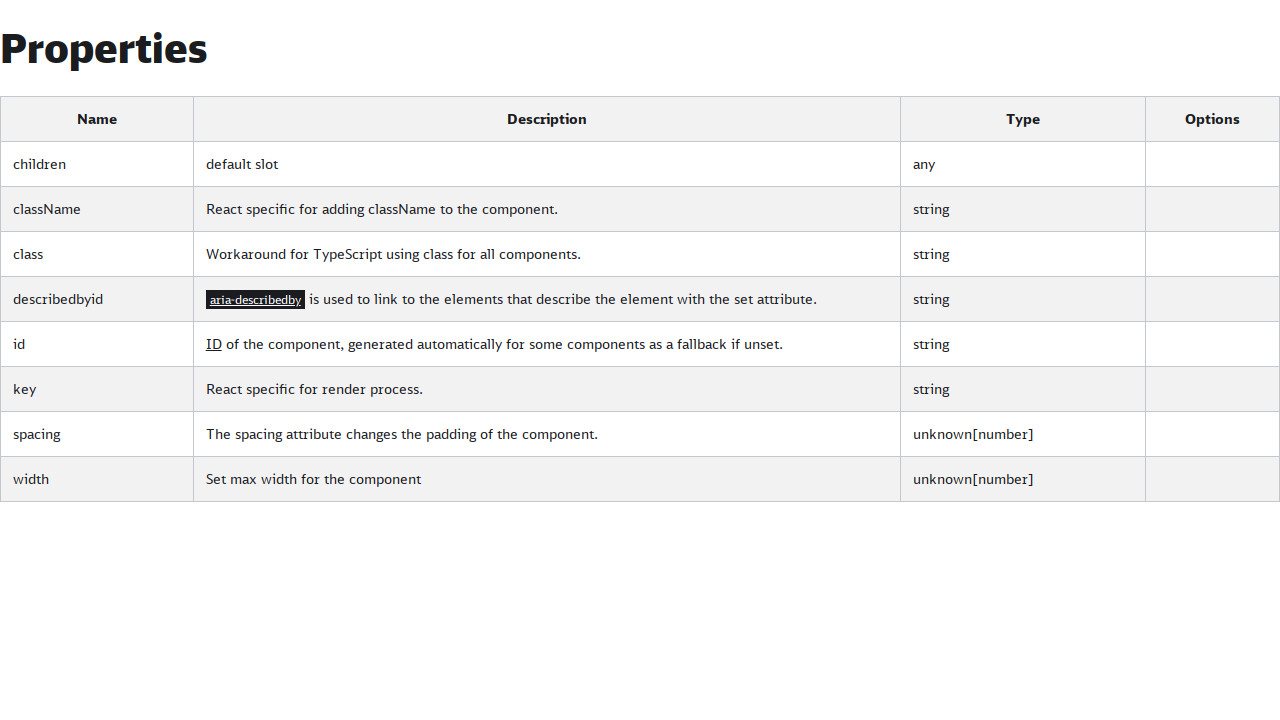 Properties
Name Description Type Options
children default slot any
className React specific for adding className to the component. string
class Workaround for TypeScript using class for all components. string
describedbyid aria-describedby is used to link to the elements that describe the element with the set attribute. string
id ID of the component, generated automatically for some components as a fallback if unset. string
key React specific for render process. string
spacing The spacing attribute changes the padding of the component. unknown[number]
width Set max width for the component unknown[number]